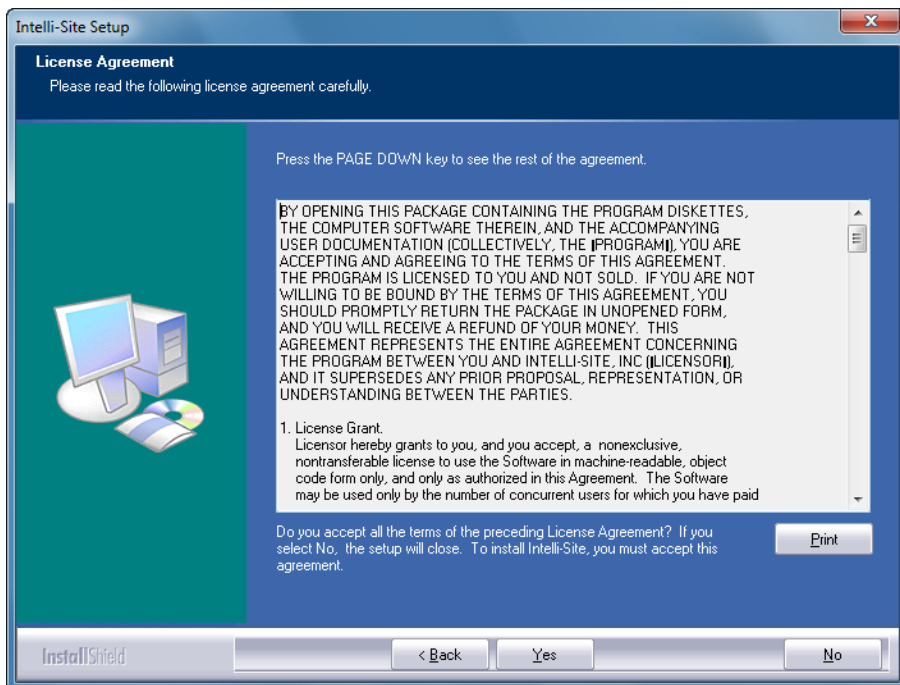 Intelli-Site Setup
License Agreement
Please read the following license agreement carefully.
Press the PAGE DOWN key to see the rest of the agreement.
BY OPENING THIS PACKAGE CONTAINING THE PROGRAM DISKETTES,
THE COMPUTER SOFTWARE THEREIN, AND THE ACCOMPANYING
USER DOCUMENTATION (COLLECTIVELY, THE |PROGRAM|), YOU ARE
ACCEPTING AND AGREEING TO THE TERMS OF THIS AGREEMENT.
THE PROGRAM IS LICENSED TO YOU AND NOT SOLD.  IF YOU ARE NOT
WILLING TO BE BOUND BY THE TERMS OF THIS AGREEMENT, YOU
SHOULD PROMPTLY RETURN THE PACKAGE IN UNOPENED FORM,
AND YOU WILL RECEIVE A REFUND OF YOUR MONEY.  THIS
AGREEMENT REPRESENTS THE ENTIRE AGREEMENT CONCERNING
THE PROGRAM BETWEEN YOU AND INTELLI-SITE, INC (|LICENSOR|),
AND IT SUPERSEDES ANY PRIOR PROPOSAL, REPRESENTATION, OR
UNDERSTANDING BETWEEN THE PARTIES.
1. License Grant.
Licensor hereby grants to you, and you accept, a  nonexclusive,
nontransferable license to use the Software in machine-readable, object
code form only, and only as authorized in this Agreement.  The Software
may be used only by the number of concurrent users for which you have paid
Do you accept all the terms of the preceding License Agreement?  If you
select No,  the setup will close.  To install Intelli-Site, you must accept this
agreement.
Print
InstallShield
< Back
Yes
No